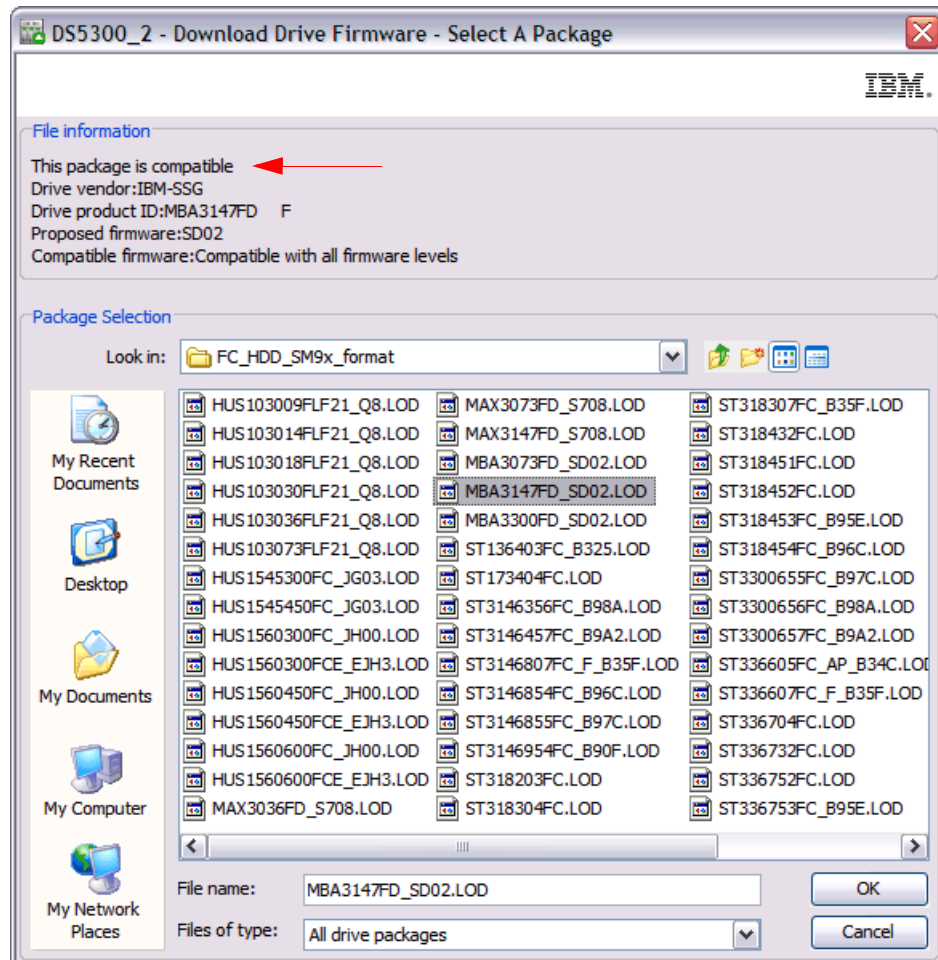 DS5300_2 - Download Drive Firmware - Select A Package
IBM.
File information
This package is compatible
Drive vendor:IBM-SSG
Drive product ID:MBA3147FD F
Proposed firmware:SD02
Compatible firmware:Compatible with all firmware levels
Package Selection
Look in:
FC_HDD_SM9x_format
My Recent
Documents
Desktop
My Documents
My Computer
My Network
Places
HUS103009FLF21_Q8.LOD
HUS103014FLF21_Q8.LOD
HUS103018FLF21_Q8.LOD
HUS103030FLF21_Q8.LOD
HUS103036FLF21_Q8.LOD
HUS103073FLF21_Q8.LOD
HUS1545300FC_JG03.LOD
HUS1545450FC_JG03.LOD
HUS1560300FC_JH00.LOD
HUS1560300FCE_EJH3.LOD
HUS1560450FC_JH00.LOD
HUS1560450FCE_EJH3.LOD
HUS1560600FC_JH00.LOD
HUS1560600FCE_EJH3.LOD
MAX3036FD_S708.LOD
MAX3073FD_S708.LOD
MAX3147FD_S708.LOD
MBA3073FD_SD02.LOD
MBA3147FD_SD02.LOD
MBA3300FD_SD02.LOD
ST136403FC_B325.LOD
ST173404FC.LOD
ST3146356FC_B98A.LOD
ST3146457FC_B9A2.LOD
ST3146807FC_F_B35F.LOD
ST3146854FC_B96C.LOD
ST3146855FC_B97C.LOD
ST3146954FC_B90F.LOD
ST318203FC.LOD
ST318304FC.LOD
ST318307FC_B35F.LOD
ST318432FC.LOD
ST318451FC.LOD
ST318452FC.LOD
ST318453FC_B95E.LOD
ST318454FC_B96C.LOD
ST3300655FC_B97C.LOD
ST3300656FC_B98A.LOD
ST3300657FC_B9A2.LOD
ST336605FC_AP_B34C.LOD
ST336607FC_F_B35F.LOD
ST336704FC.LOD
ST336732FC.LOD
ST336752FC.LOD
ST336753FC_B95E.LOD
File name:
MBA3147FD_SD02.LOD
OK
Files of type:
All drive packages
Cancel